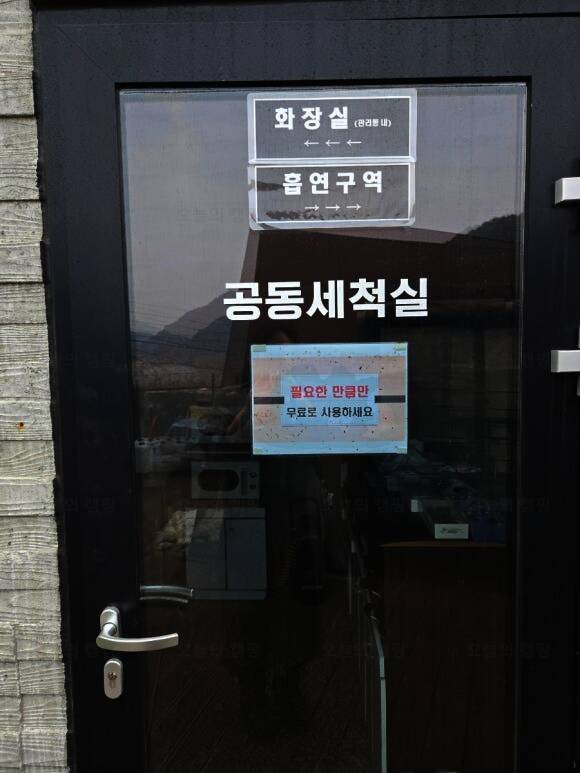 화장실 (관리동 내)
← ← ←
흡연구역
→ → →
공동세척실
필요한 만큼만
무료로 사용하세요